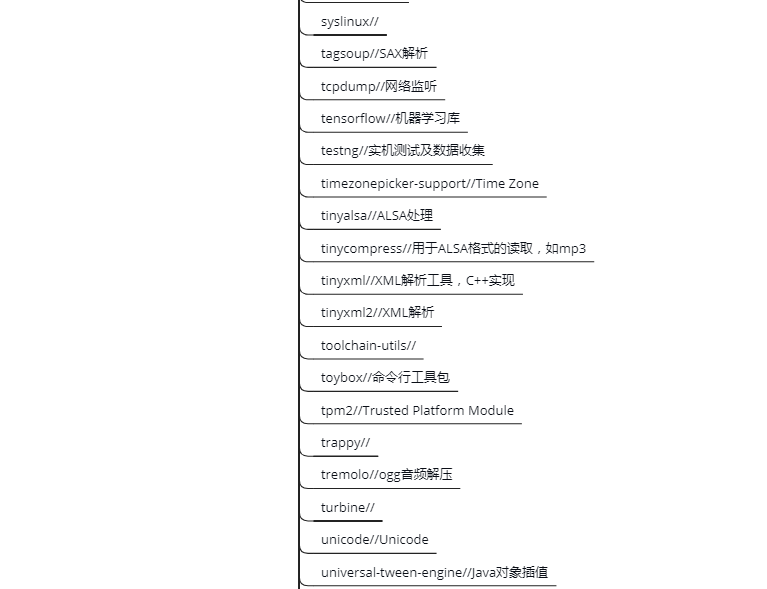 syslinux//
tagsoup//SAX解析
tcpdump//网络监听
tensorflow//机器学习库
testng//实机测试及数据收集
timezonepicker-support//Time Zone
tinyalsa//ALSA处理
tinycompress//用于ALSA格式的读取，如mp3
tinyxml//XML解析工具，C++实现
tinyxml2//XML解析
toolchain-utils//
toybox//命令行工具包
tpm2//Trusted Platform Module
trappy//
tremolo//ogg音频解压
turbine//
unicode//Unicode
universal-tween-engine//Java对象插值